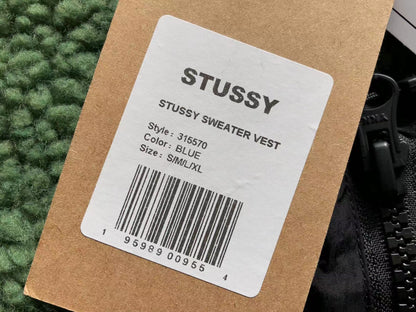 STUSSY
STUSSY SWEATER VEST
Style : 315570
Color : BLUE
Size : S/M/L/XL
1 95989 00955 4